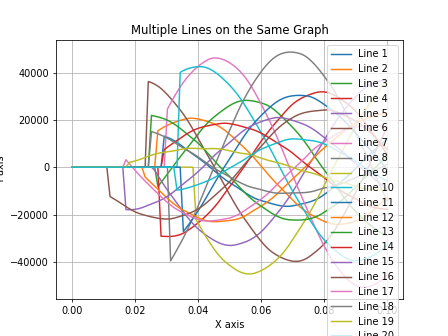 Multiple Lines on the Same Graph
40000
20000
0
−20000
−40000
0.00
0.02
0.04
0.06
0.08
X axis
Line 1
Line 2
Line 3
Line 4
Line 5
Line 6
Line 7
Line 8
Line 9
Line 10
Line 11
Line 12
Line 13
Line 14
Line 15
Line 16
Line 17
Line 18
Line 19